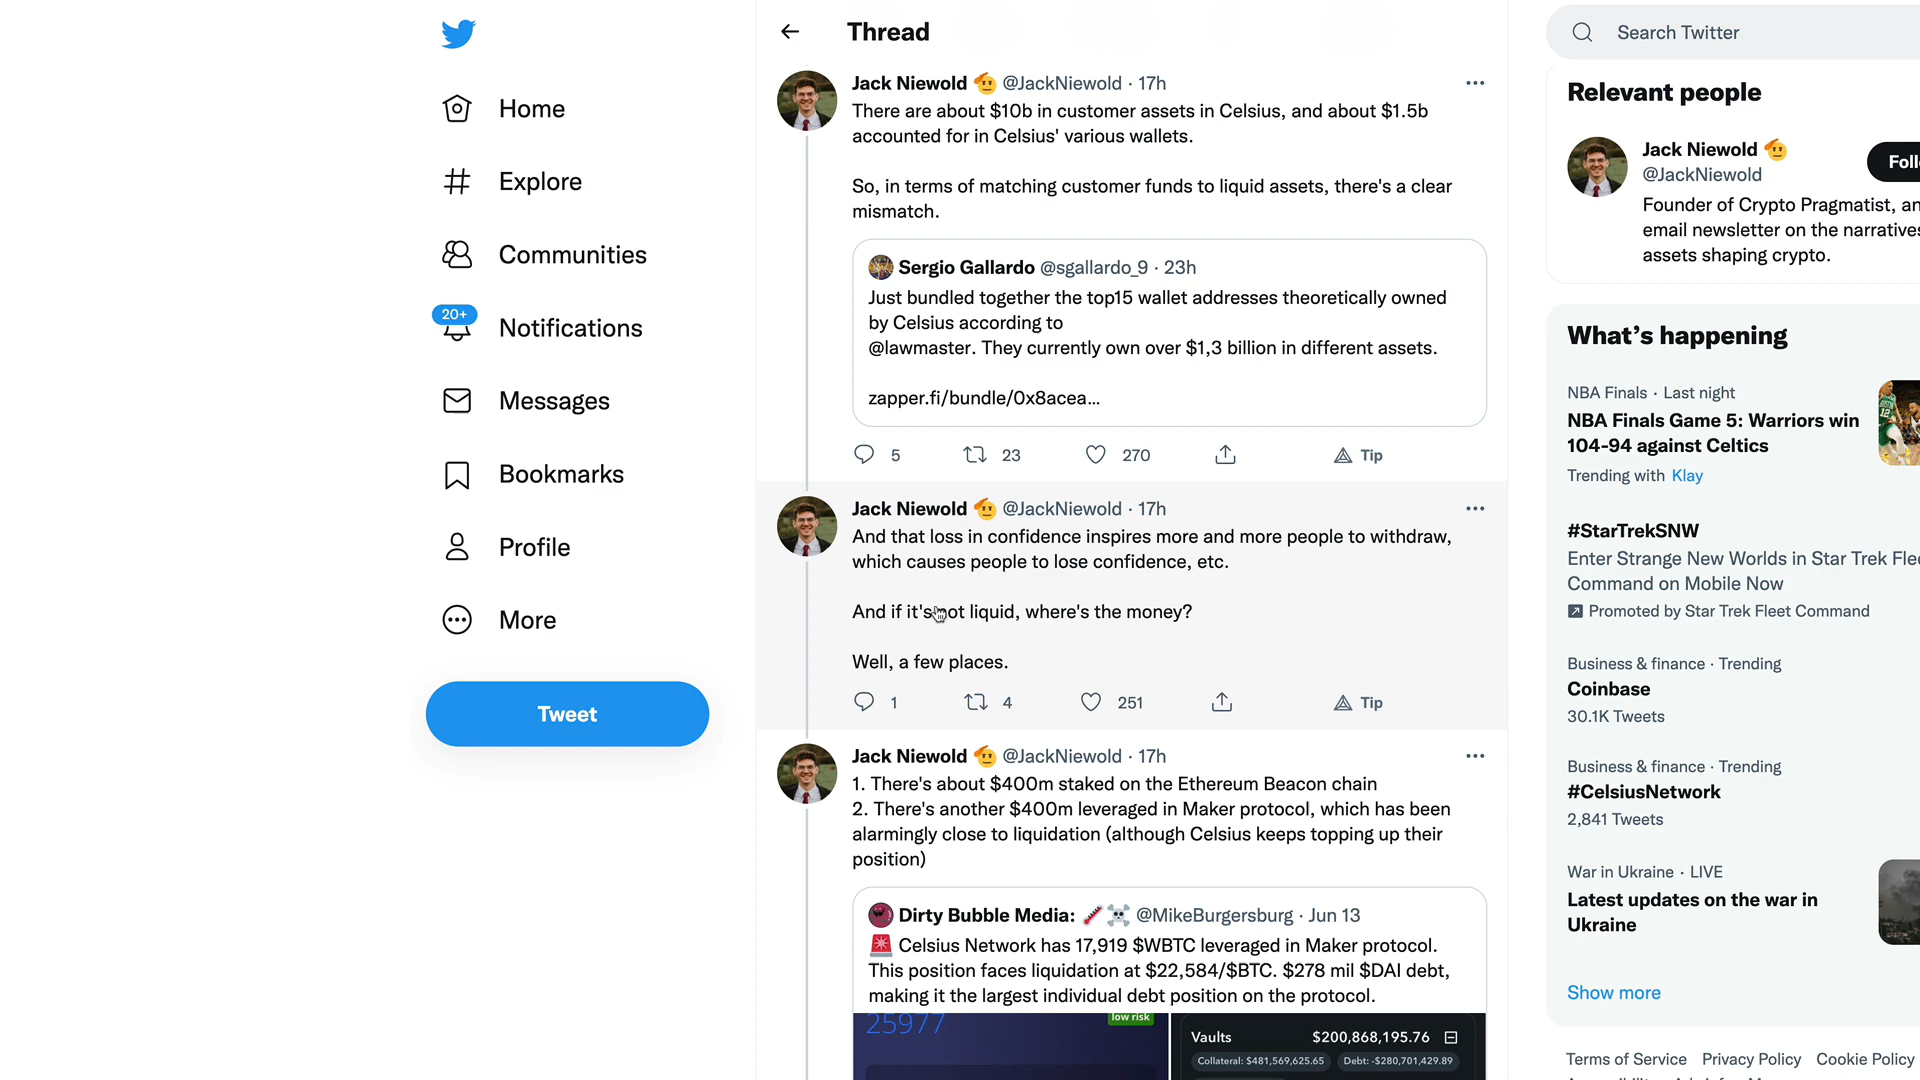 Home
Explore
Communities
20+
Notifications
Messages
Bookmarks
Profile
More
Tweet
Thread
Jack Niewold @JackNiewold · 17h
There are about $10b in customer assets in Celsius, and about $1.5b
accounted for in Celsius' various wallets.
So, in terms of matching customer funds to liquid assets, there's a clear
mismatch.
Sergio Gallardo @sgallardo_9 · 23h
Just bundled together the top15 wallet addresses theoretically owned
by Celsius according to
@lawmaster. They currently own over $1,3 billion in different assets.
zapper.fi/bundle/0x8acea...
5 23 270 Tip
Jack Niewold @JackNiewold · 17h
And that loss in confidence inspires more and more people to withdraw,
which causes people to lose confidence, etc.
And if it's not liquid, where's the money?
Well, a few places.
1 4 251 Tip
Jack Niewold @JackNiewold · 17h
1. There's about $400m staked on the Ethereum Beacon chain
2. There's another $400m leveraged in Maker protocol, which has been
alarmingly close to liquidation (although Celsius keeps topping up their
position)
Dirty Bubble Media: @MikeBurgersburg · Jun 13
Celsius Network has 17,919 $WBTC leveraged in Maker protocol.
This position faces liquidation at $22,584/$BTC. $278 mil $DAI debt,
making it the largest individual debt position on the protocol.
25977
low risk
Vaults $200,868,195.76
Collateral: $481,569,625.65 Debt: -$280,701,429.89
Search Twitter
Relevant people
Jack Niewold
@JackNiewold
Foll
Founder of Crypto Pragmatist, an
email newsletter on the narratives
assets shaping crypto.
What's happening
NBA Finals · Last night
NBA Finals Game 5: Warriors win
104-94 against Celtics
Trending with Klay
#StarTrekSNW
Enter Strange New Worlds in Star Trek Flee
Command on Mobile Now
Promoted by Star Trek Fleet Command
Business & finance · Trending
Coinbase
30.1K Tweets
Business & finance · Trending
#CelsiusNetwork
2,841 Tweets
War in Ukraine · LIVE
Latest updates on the war in
Ukraine
Show more
Terms of Service Privacy Policy Cookie Policy